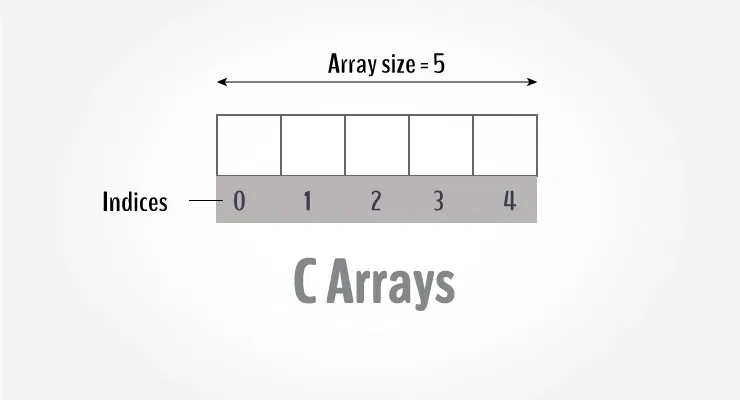 Array size = 5
Indices 0 1 2 3 4
C Arrays